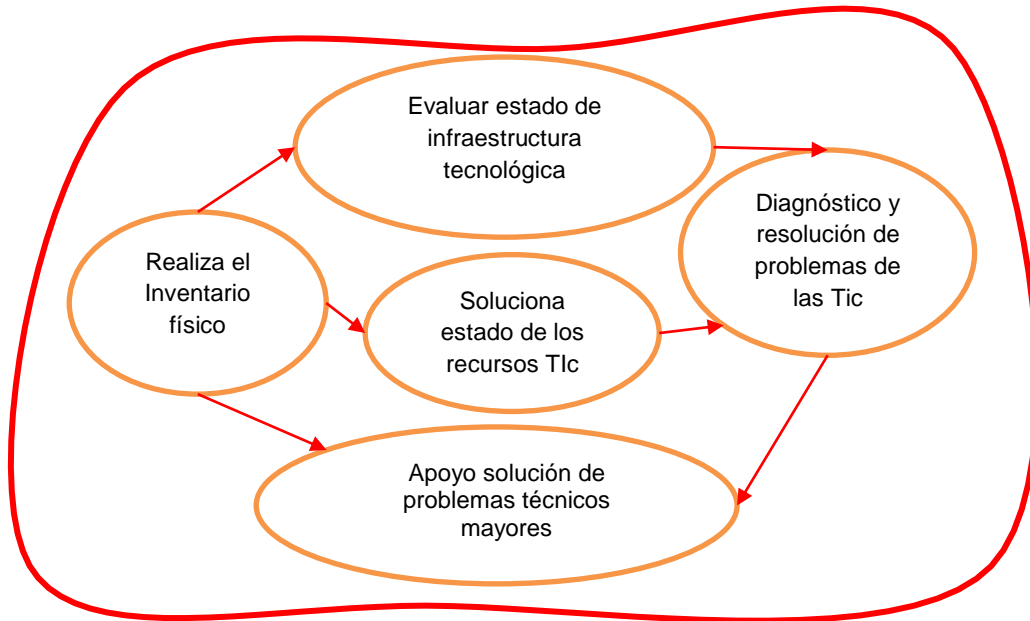 Evaluar estado de
infraestructura
tecnológica
Diagnóstico y
resolución de
problemas de
las Tic
Realiza el
Inventario
físico
Soluciona
estado de los
recursos TIc
Apoyo solución de
problemas técnicos
mayores